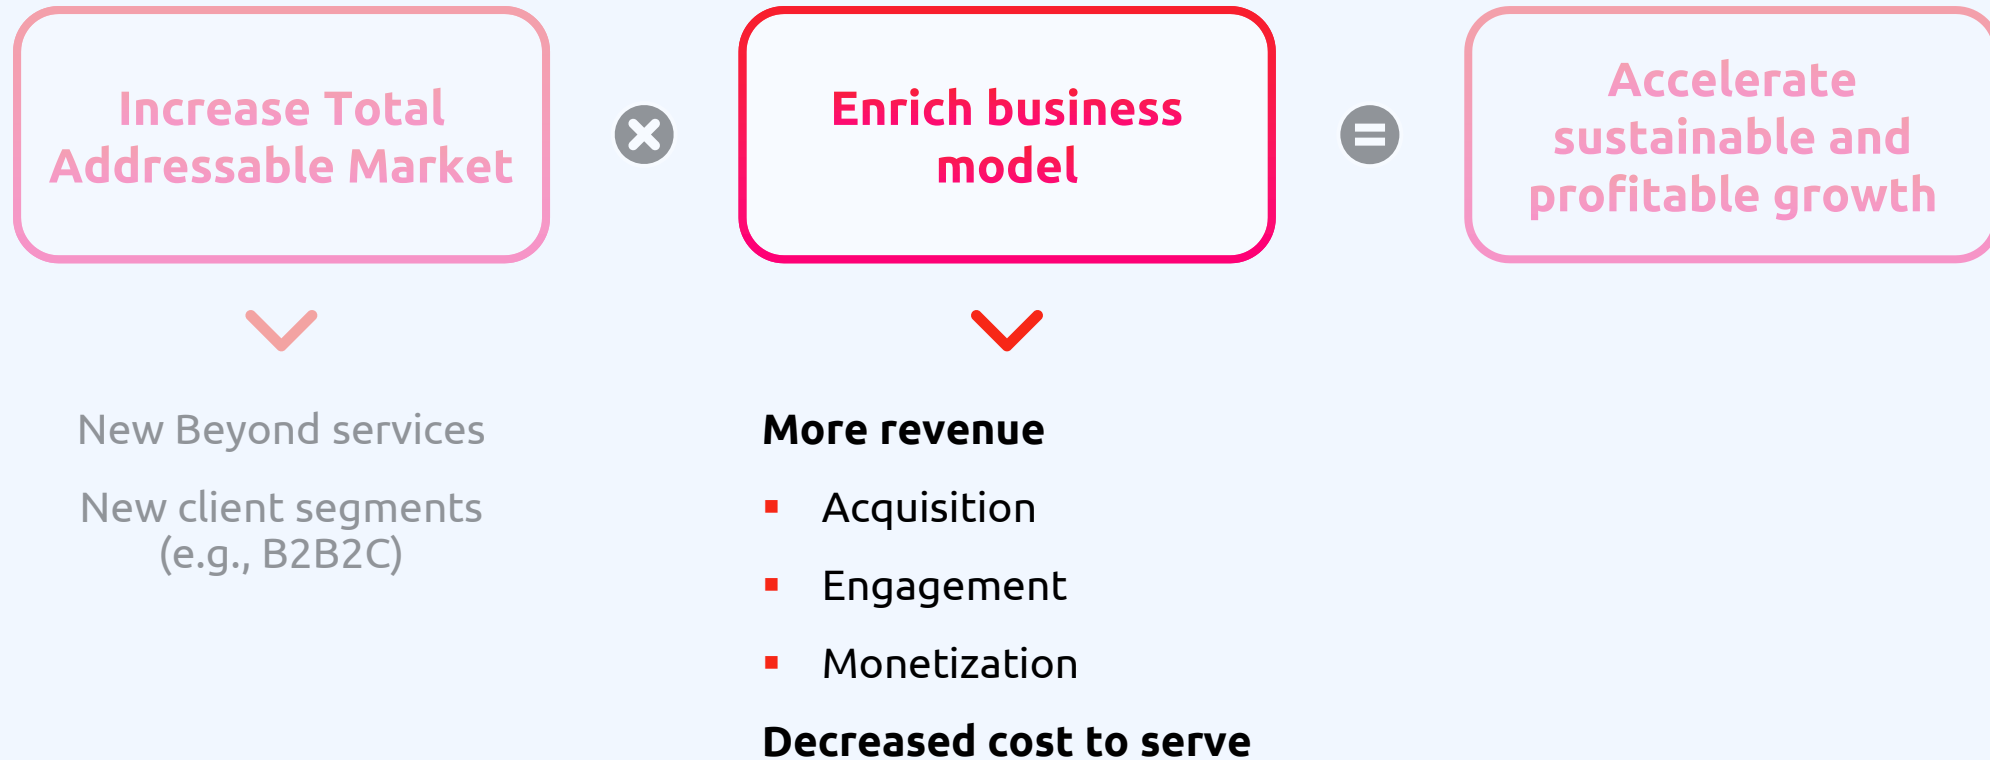 Increase Total
Addressable Market
Enrich business
model
Accelerate
sustainable and
profitable growth
New Beyond services
New client segments
(e.g., B2B2C)
More revenue
Acquisition
Engagement
Monetization
Decreased cost to serve